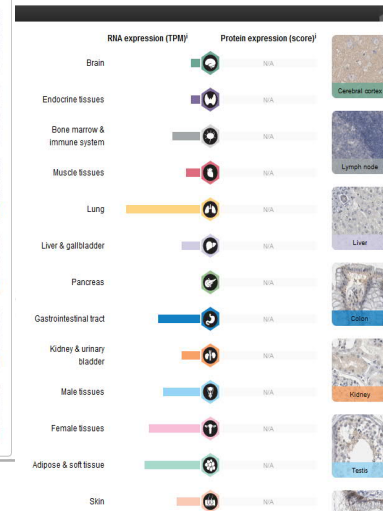 RNA expression (TPM)i Protein expression (score)i
Brain N/A
Cerebral cortex
Endocrine tissues N/A
Bone marrow &
immune system N/A
Lymph node
Muscle tissues N/A
Lung N/A
Liver & gallbladder N/A
Liver
Pancreas N/A
Gastrointestinal tract N/A
Colon
Kidney & urinary
bladder N/A
Kidney
Male tissues N/A
Female tissues N/A
Adipose & soft tissue N/A
Testis
Skin N/A